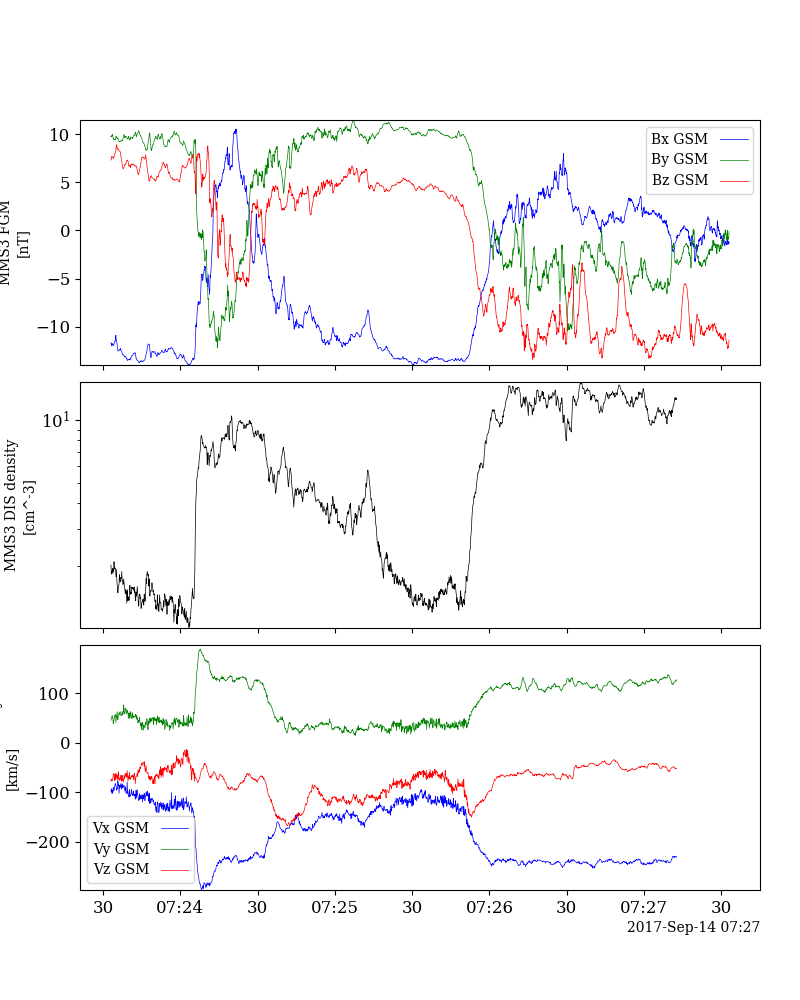 10
5
0
−5
−10
MMS3 FGM
[nT]
Bx GSM
By GSM
Bz GSM
10^1
MMS3 DIS density
[cm^-3]
100
0
−100
−200
[km/s]
Vx GSM
Vy GSM
Vz GSM
30 07:24 30 07:25 30 07:26 30 07:27 30
2017-Sep-14 07:27